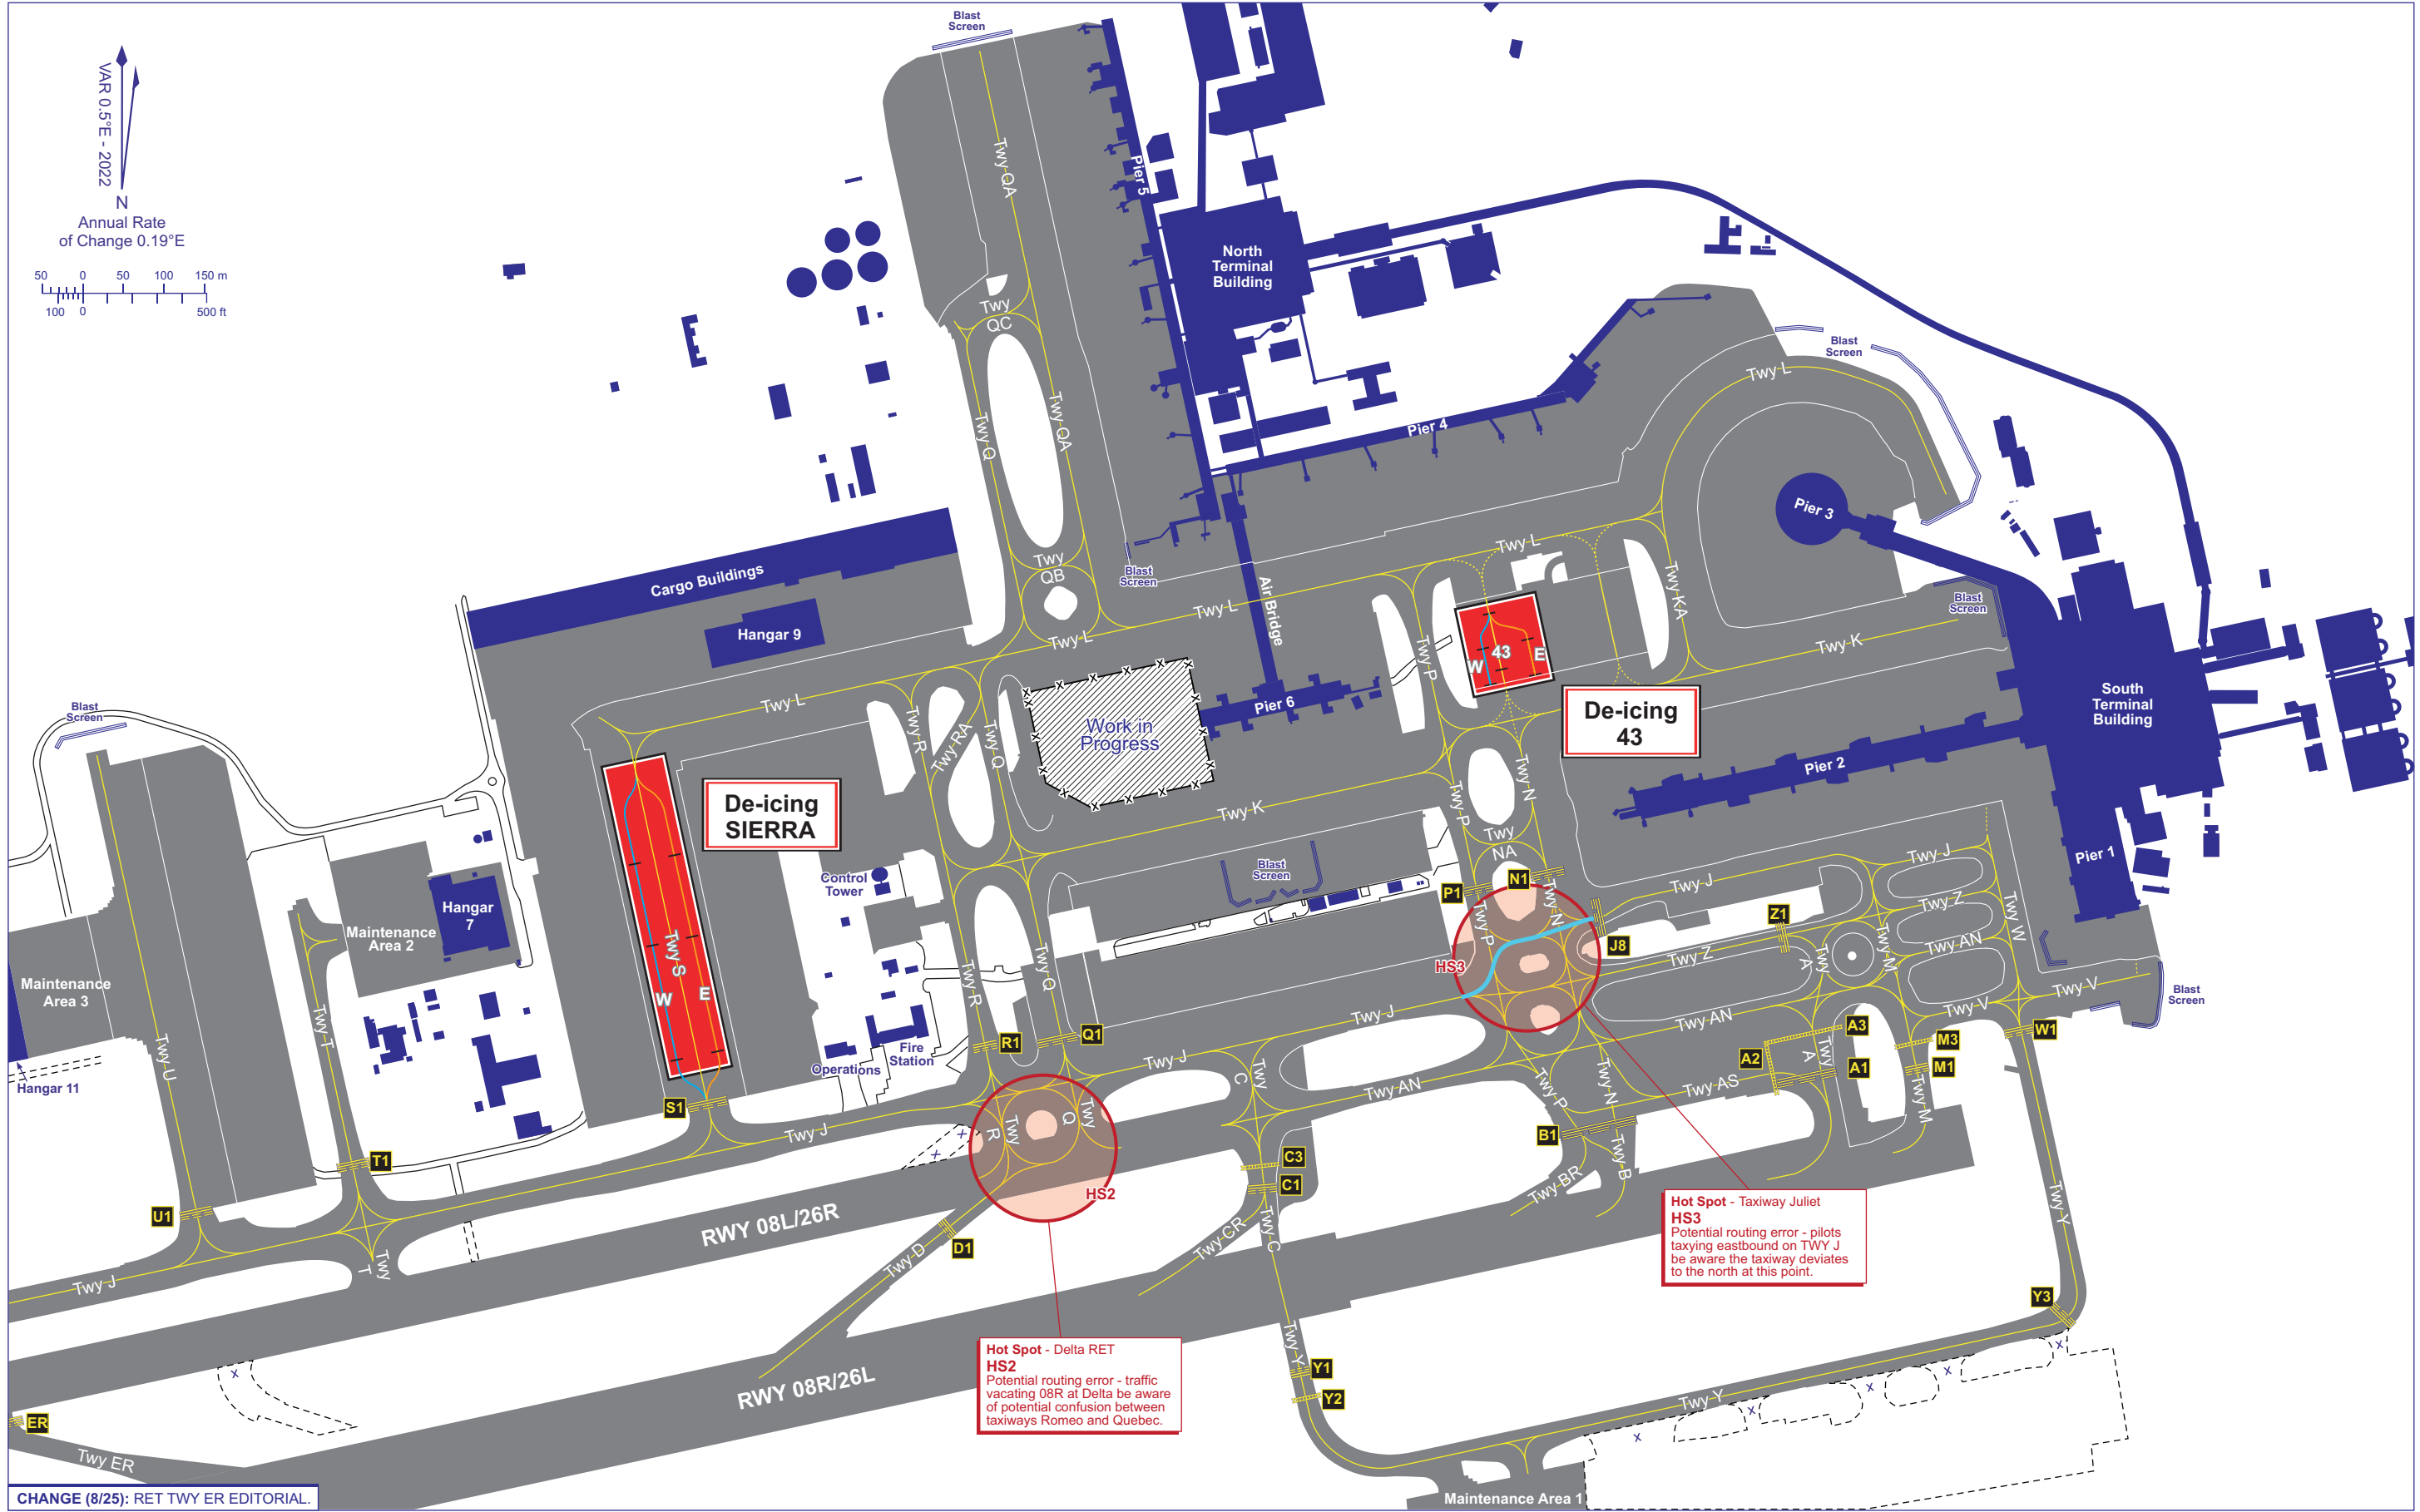 Blast
Screen
VAR 0.5°E - 2022
N
Annual Rate
of Change 0.19°E
50 0 50 100 150 m
100 0 500 ft
Twy QA
Pier 5
North
Terminal
Building
Twy
QC
Blast
Screen
Twy L
Twy Q
Twy QA
Pier 4
Pier 3
Twy
QB
Blast
Screen
Twy L
Air Bridge
Twy L
Twy KA
Blast
Screen
Cargo Buildings
Hangar 9
Twy L
Twy P
W
43
E
Twy K
South
Terminal
Building
Twy L
Twy R
Twy RA
Twy Q
Work in
Progress
Pier 6
De-icing
43
Blast
Screen
De-icing
SIERRA
Twy K
Twy P
Twy N
Pier 2
Twy
NA
Pier 1
Blast
Screen
Control
Tower
P1
N1
Twy J
Twy J
Hangar
7
Maintenance
Area 2
Twy P
Twy N
Z1
Twy Z
Twy W
J8
HS3
Twy Z
Twy
A
Twy M
Twy AN
Maintenance
Area 3
Twy S
W
E
Twy R
Twy Q
Twy V
Twy V
Blast
Screen
Twy T
Twy U
Twy J
Twy AN
A3
W1
R1
Q1
Fire
Station
Operations
Twy J
Twy
C
Twy AN
A2
Twy
A
A1
M3
M1
Hangar 11
Twy P
Twy N
Twy AS
Twy M
S1
Twy J
Twy
R
Twy
Q
B1
Twy B
Twy BR
T1
C3
C1
HS2
U1
Twy
T
Twy J
RWY 08L/26R
D1
Twy D
Twy CR
Twy C
Twy Y
Hot Spot - Taxiway Juliet
HS3
Potential routing error - pilots
taxying eastbound on TWY J
be aware the taxiway deviates
to the north at this point.
Y3
Hot Spot - Delta RET
HS2
Potential routing error - traffic
vacating 08R at Delta be aware
of potential confusion between
taxiways Romeo and Quebec.
Twy Y
Y1
Y2
RWY 08R/26L
Twy Y
ER
Twy ER
Maintenance Area 1
CHANGE (8/25): RET TWY ER EDITORIAL.